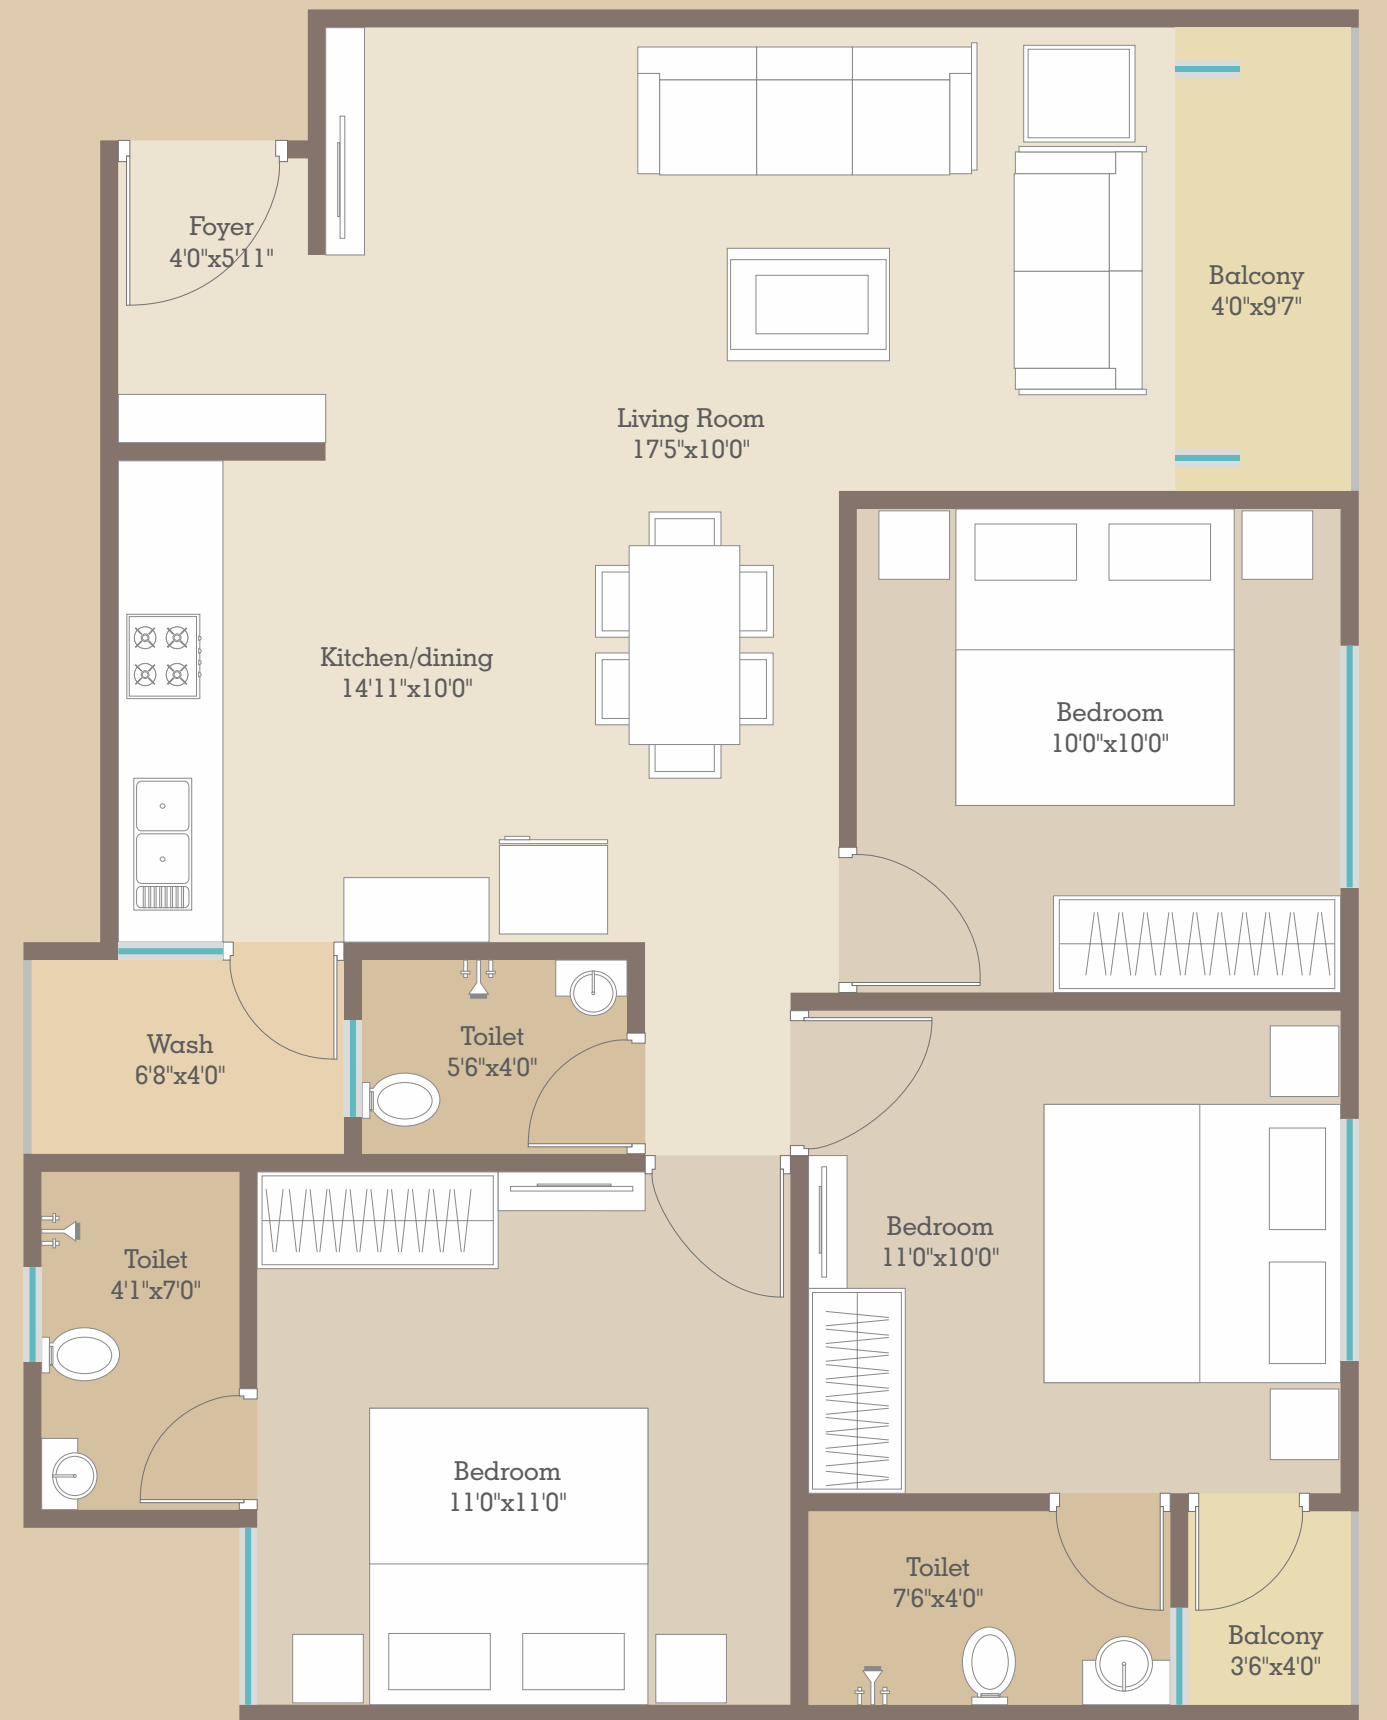 Foyer
4'0"x5'11"
Balcony
4'0"x9'7"
Living Room
17'5"x10'0"
Kitchen/dining
14'11"x10'0"
Bedroom
10'0"x10'0"
Wash
6'8"x4'0"
Toilet
5'6"x4'0"
Toilet
4'1"x7'0"
Bedroom
11'0"x10'0"
Bedroom
11'0"x11'0"
Toilet
7'6"x4'0"
Balcony
3'6"x4'0"